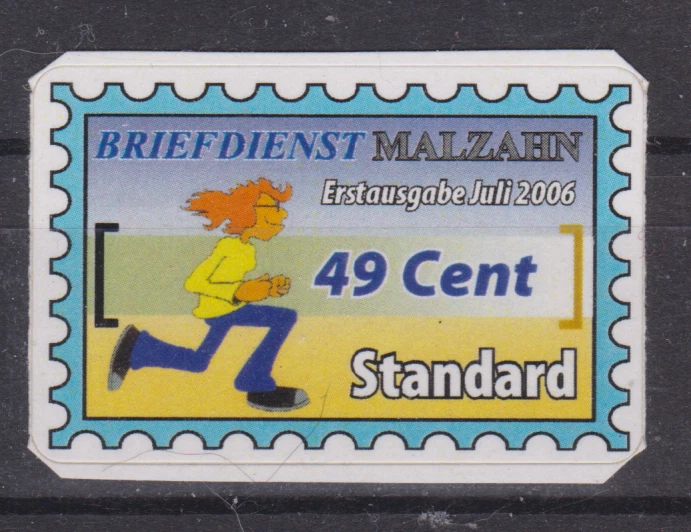 BRIEFDIENST MALZAHN
Erstausgabe Juli 2006
49 Cent
Standard